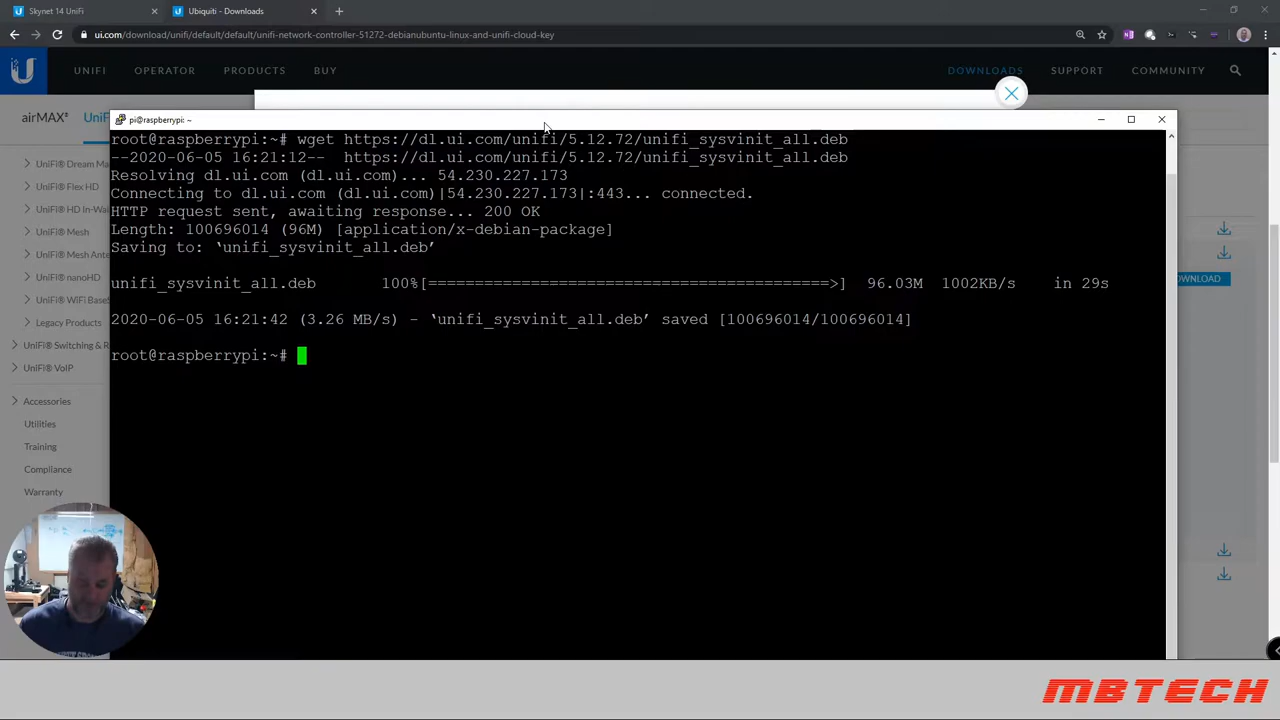 Skynet 14 UniFi
Ubiquiti - Downloads
ui.com/download/unifi/default/default/unifi-network-controller-51272-debianubuntu-linux-and-unifi-cloud-key
UNIFI OPERATOR PRODUCTS BUY DOWNLOADS SUPPORT COMMUNITY
airMAX®
pi@raspberrypi: ~
root@raspberrypi:~# wget https://dl.ui.com/unifi/5.12.72/unifi_sysvinit_all.deb
--2020-06-05 16:21:12-- https://dl.ui.com/unifi/5.12.72/unifi_sysvinit_all.deb
Resolving dl.ui.com (dl.ui.com)... 54.230.227.173
Connecting to dl.ui.com (dl.ui.com)|54.230.227.173|:443... connected.
HTTP request sent, awaiting response... 200 OK
Length: 100696014 (96M) [application/x-debian-package]
Saving to: ‘unifi_sysvinit_all.deb’
unifi_sysvinit_all.deb 100%[===========================================>] 96.03M 1002KB/s in 29s
2020-06-05 16:21:42 (3.26 MB/s) - ‘unifi_sysvinit_all.deb’ saved [100696014/100696014]
root@raspberrypi:~#
UniFi® Dream Ma
UniFi® Flex HD
UniFi® HD In-Wa
UniFi® Mesh
UniFi® Mesh Ante
UniFi® nanoHD
UniFi® WiFi Base
Legacy Products
UniFi® Switching & R
UniFi® VoIP
Accessories
Utilities
Training
Compliance
Warranty
OWNLOAD
MBTECH